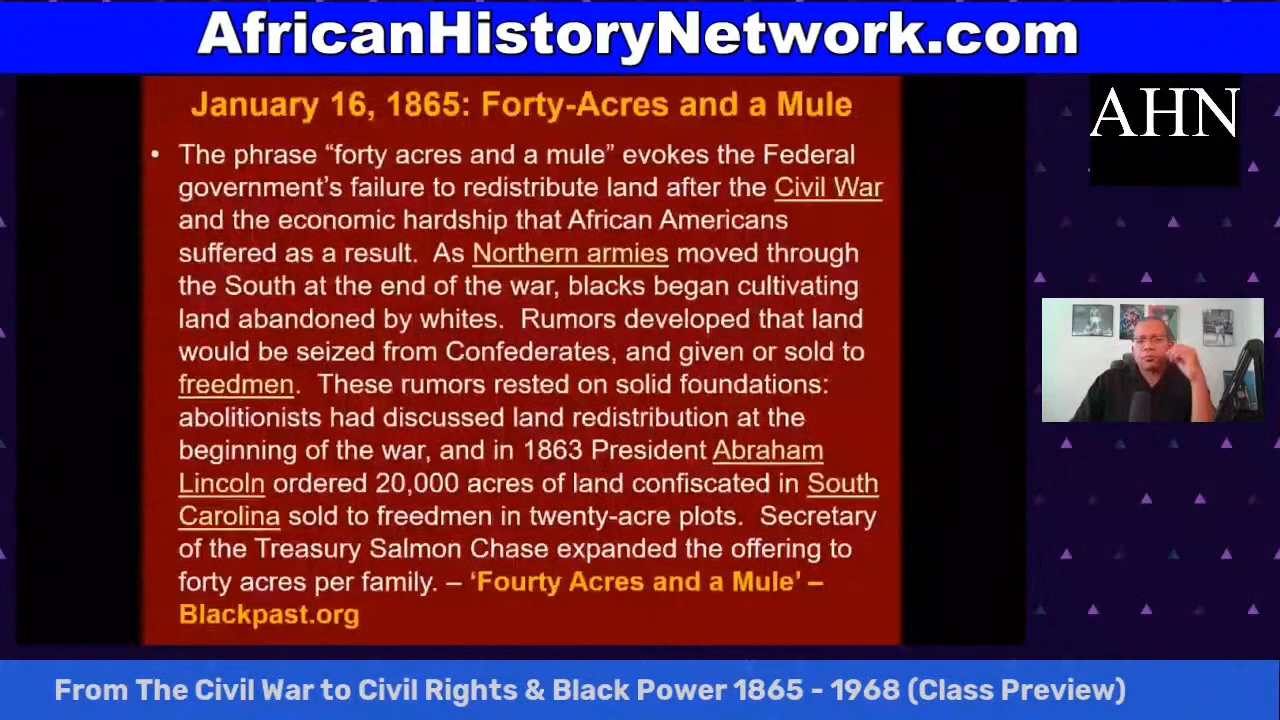 AfricanHistoryNetwork.com
January 16, 1865: Forty-Acres and a Mule
AHN
• The phrase “forty acres and a mule” evokes the Federal
government’s failure to redistribute land after the Civil War
and the economic hardship that African Americans
suffered as a result.  As Northern armies moved through
the South at the end of the war, blacks began cultivating
land abandoned by whites.  Rumors developed that land
would be seized from Confederates, and given or sold to
freedmen.  These rumors rested on solid foundations:
abolitionists had discussed land redistribution at the
beginning of the war, and in 1863 President Abraham
Lincoln ordered 20,000 acres of land confiscated in South
Carolina sold to freedmen in twenty-acre plots.  Secretary
of the Treasury Salmon Chase expanded the offering to
forty acres per family. – ‘Fourty Acres and a Mule’ –
Blackpast.org
From The Civil War to Civil Rights & Black Power 1865 - 1968 (Class Preview)